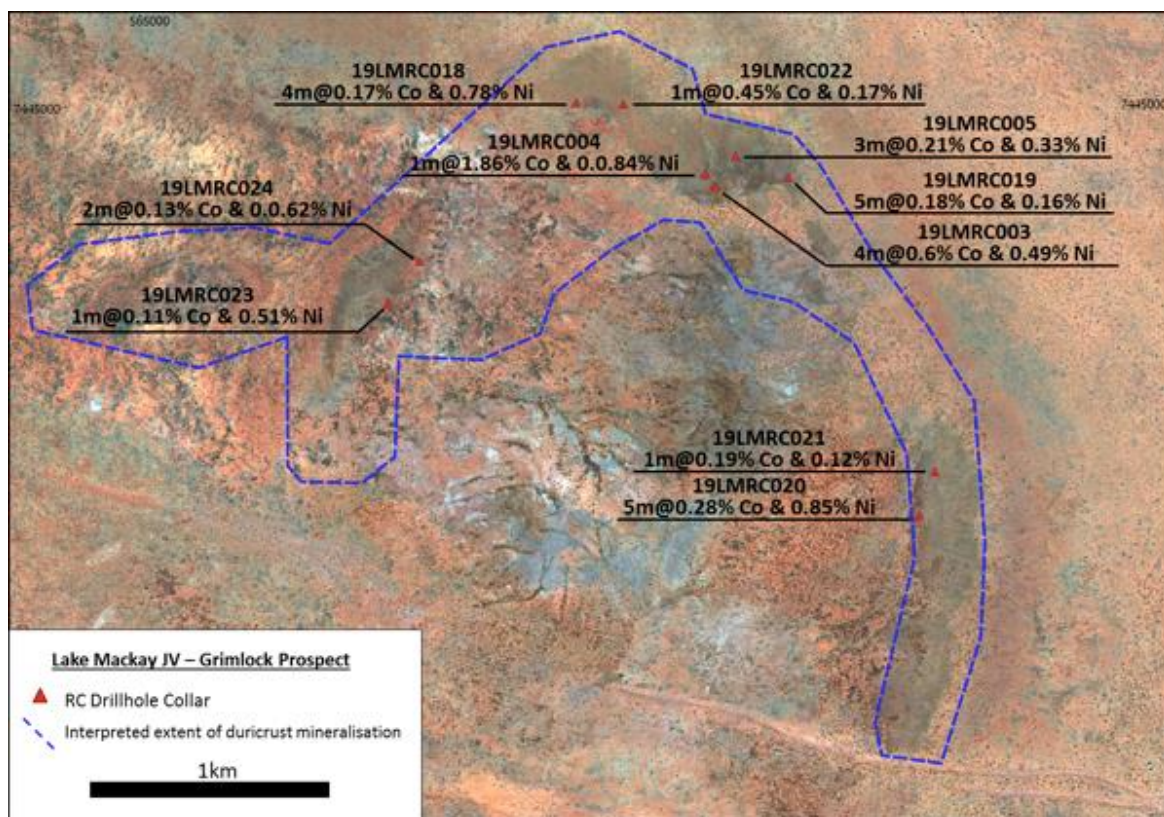 565000
7445000
7445000
19LMRC018
4m@0.17% Co & 0.78% Ni
19LMRC022
1m@0.45% Co & 0.17% Ni
19LMRC005
3m@0.21% Co & 0.33% Ni
19LMRC004
1m@1.86% Co & 0.0.84% Ni
19LMRC019
5m@0.18% Co & 0.16% Ni
19LMRC024
2m@0.13% Co & 0.0.62% Ni
19LMRC003
4m@0.6% Co & 0.49% Ni
19LMRC023
1m@0.11% Co & 0.51% Ni
19LMRC021
1m@0.19% Co & 0.12% Ni
19LMRC020
5m@0.28% Co & 0.85% Ni
Lake Mackay JV – Grimlock Prospect
RC Drillhole Collar
Interpreted extent of duricrust mineralisation
1km